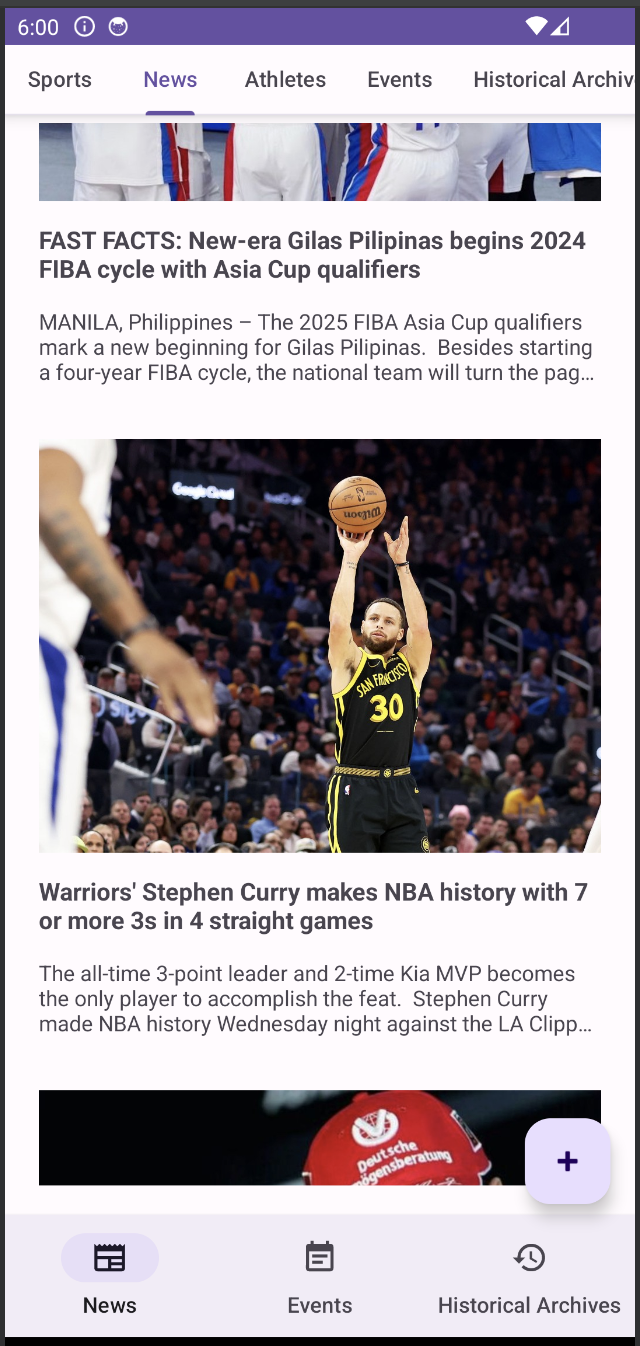 6:00
Sports News Athletes Events Historical Archiv
FAST FACTS: New-era Gilas Pilipinas begins 2024
FIBA cycle with Asia Cup qualifiers
MANILA, Philippines – The 2025 FIBA Asia Cup qualifiers
mark a new beginning for Gilas Pilipinas.  Besides starting
a four-year FIBA cycle, the national team will turn the pag…
Google Cloud
Wilson
SAN FRANCISCO
30
Warriors' Stephen Curry makes NBA history with 7
or more 3s in 4 straight games
The all-time 3-point leader and 2-time Kia MVP becomes
the only player to accomplish the feat.  Stephen Curry
made NBA history Wednesday night against the LA Clipp…
Deutsche
mögensberatung
+
News Events Historical Archives